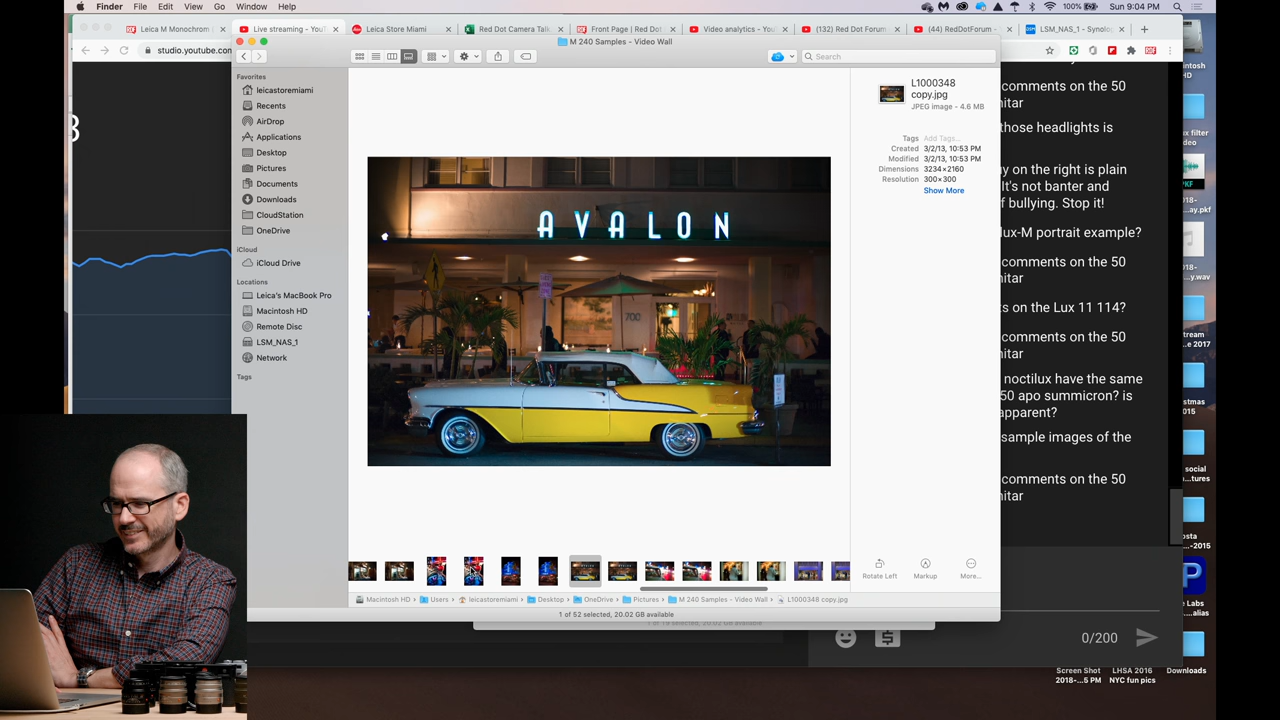 Finder File Edit View Go Window Help
100% Sun 9:04 PM
Leica M Monochrom
Live streaming - YouT
Leica Store Miami
Red Dot Camera Talk
Front Page | Red Dot
Video analytics - You
(132) Red Dot Forum
(44) RedDotForum -
LSM_NAS_1 - Synolog
studio.youtube.com
M 240 Samples - Video Wall
Search
Favorites
leicastoremiami
Recents
AirDrop
Applications
Desktop
Pictures
Documents
Downloads
CloudStation
OneDrive
iCloud
iCloud Drive
Locations
Leica's MacBook Pro
Macintosh HD
Remote Disc
LSM_NAS_1
Network
Tags
AVALON
700
L1000348
copy.jpg
JPEG image - 4.6 MB
Tags Add Tags...
Created 3/2/13, 10:53 PM
Modified 3/2/13, 10:53 PM
Dimensions 3234×2160
Resolution 300×300
Show More
Rotate Left
Markup
More...
Macintosh HD Users leicastoremiami Desktop OneDrive Pictures M 240 Samples - Video Wall L1000348 copy.jpg
1 of 52 selected, 20.02 GB available
comments on the 50
nitar
those headlights is
y on the right is plain
It's not banter and
f bullying. Stop it!
lux-M portrait example?
comments on the 50
nitar
s on the Lux 11 114?
comments on the 50
nitar
noctilux have the same
50 apo summicron? is
apparent?
sample images of the
comments on the 50
nitar
0/200
Screen Shot
2018-...5 PM
LHSA 2016
NYC fun pics
Downloads